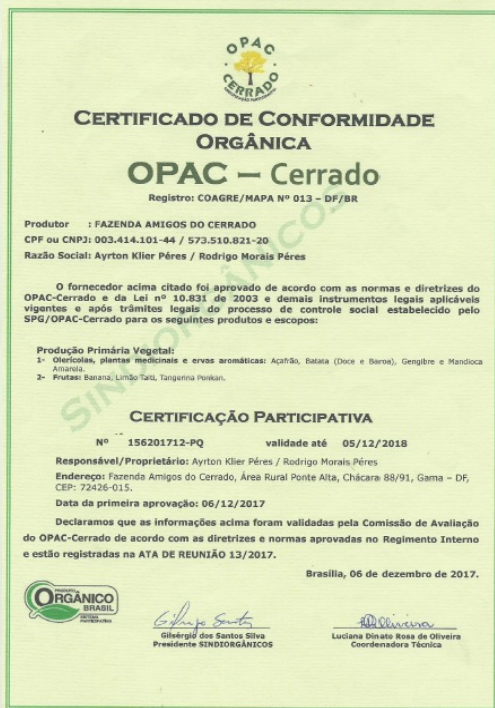 OPAC
CERRADO
CERTIFICADO DE CONFORMIDADE
ORGÂNICA
OPAC – Cerrado
Registro: COAGRE/MAPA Nº 013 – DF/BR
Produtor : FAZENDA AMIGOS DO CERRADO
CPF ou CNPJ: 003.414.101-44 / 573.510.821-20
Razão Social: Ayrton Klier Péres / Rodrigo Morais Péres
O fornecedor acima citado foi aprovado de acordo com as normas e diretrizes do
OPAC-Cerrado e da Lei nº 10.831 de 2003 e demais instrumentos legais aplicáveis
vigentes e após trâmites legais do processo de controle social estabelecido pelo
SPG/OPAC-Cerrado para os seguintes produtos e escopos:
Produção Primária Vegetal:
1- Olerícolas, plantas medicinais e ervas aromáticas: Açafrão, Batata (Doce e Baroa), Gengibre e Mandioca
Amarela.
2- Frutas: Banana, Limão Taiti, Tangerina Ponkan.
SINDIORGÂNICOS
CERTIFICAÇÃO PARTICIPATIVA
Nº 156201712-PQ validade até 05/12/2018
Responsável/Proprietário: Ayrton Klier Péres / Rodrigo Morais Péres
Endereço: Fazenda Amigos do Cerrado, Área Rural Ponte Alta, Chácara 88/91, Gama – DF,
CEP: 72426-015.
Data da primeira aprovação: 06/12/2017
Declaramos que as informações acima foram validadas pela Comissão de Avaliação
do OPAC-Cerrado de acordo com as diretrizes e normas aprovadas no Regimento Interno
e estão registradas na ATA DE REUNIÃO 13/2017.
Brasília, 06 de dezembro de 2017.
PRODUTO
ORGÂNICO
BRASIL
SISTEMA
PARTICIPATIVO
Gilsérgio dos Santos Silva
Presidente SINDIORGÂNICOS
Luciana Dinato Rosa de Oliveira
Coordenadora Técnica